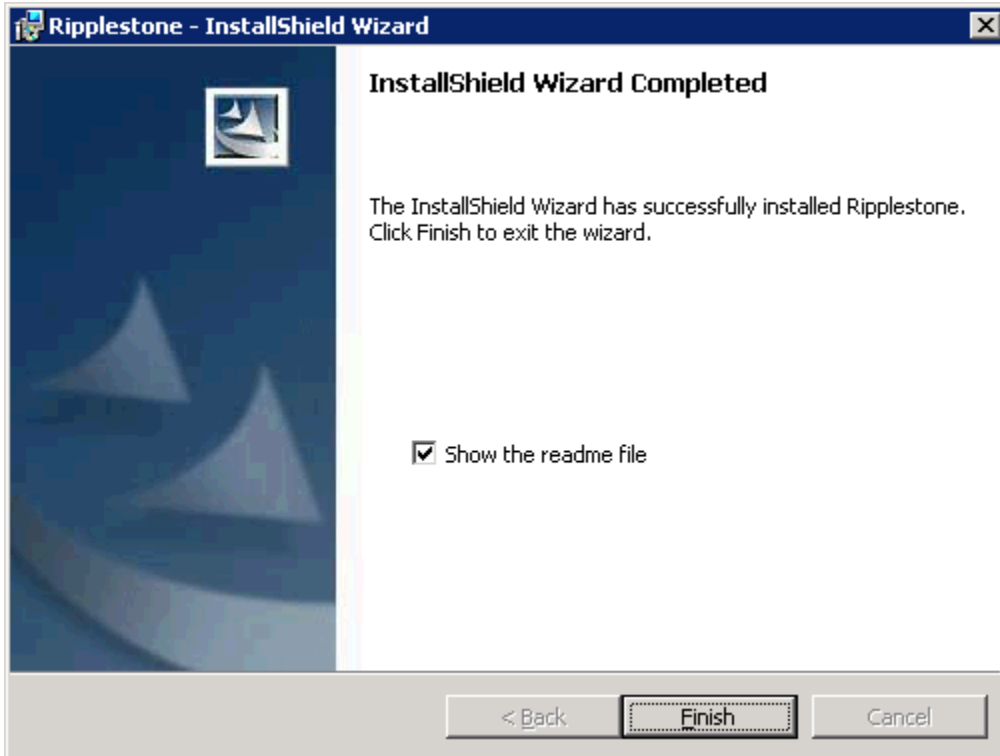 Ripplestone - InstallShield Wizard
InstallShield Wizard Completed
The InstallShield Wizard has successfully installed Ripplestone.
Click Finish to exit the wizard.
Show the readme file
< Back
Finish
Cancel